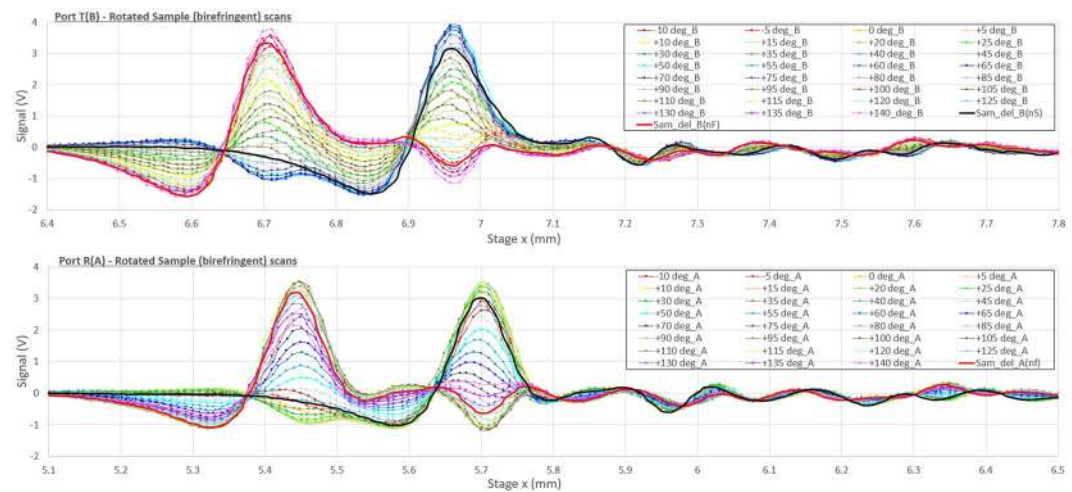 Port T(B) - Rotated Sample (birefringent) scans
-10 deg_B -5 deg_B 0 deg_B +5 deg_B
+10 deg_B +15 deg_B +20 deg_B +25 deg_B
+30 deg_B +35 deg_B +40 deg_B +45 deg_B
+50 deg_B +55 deg_B +60 deg_B +65 deg_B
+70 deg_B +75 deg_B +80 deg_B +85 deg_B
+90 deg_B +95 deg_B +100 deg_B +105 deg_B
+110 deg_B +115 deg_B +120 deg_B +125 deg_B
+130 deg_B +135 deg_B +140_deg_B Sam_del_B(nS)
Sam_del_B(nF)
Signal (V)
4
3
2
1
0
-1
-2
6.4 6.5 6.6 6.7 6.8 6.9 7 7.1 7.2 7.3 7.4 7.5 7.6 7.7 7.8
Stage x (mm)
Port R(A) - Rotated Sample (birefringent) scans
-10 deg_A -5 deg_A 0 deg_A +5 deg_A
+10 deg_A +15 deg_A +20 deg_A +25 deg_A
+30 deg_A +35 deg_A +40 deg_A +45 deg_A
+50 deg_A +55 deg_A +60 deg_A +65 deg_A
+70 deg_A +75 deg_A +80 deg_A +85 deg_A
+90 deg_A +95 deg_A +100 deg_A +105 deg_A
+110 deg_A +115 deg_A +120 deg_A +125 deg_A
+130 deg_A +135 deg_A +140 deg_A Sam_del_A(nf)
Signal (V)
4
3
2
1
0
-1
-2
5.1 5.2 5.3 5.4 5.5 5.6 5.7 5.8 5.9 6 6.1 6.2 6.3 6.4 6.5
Stage x (mm)